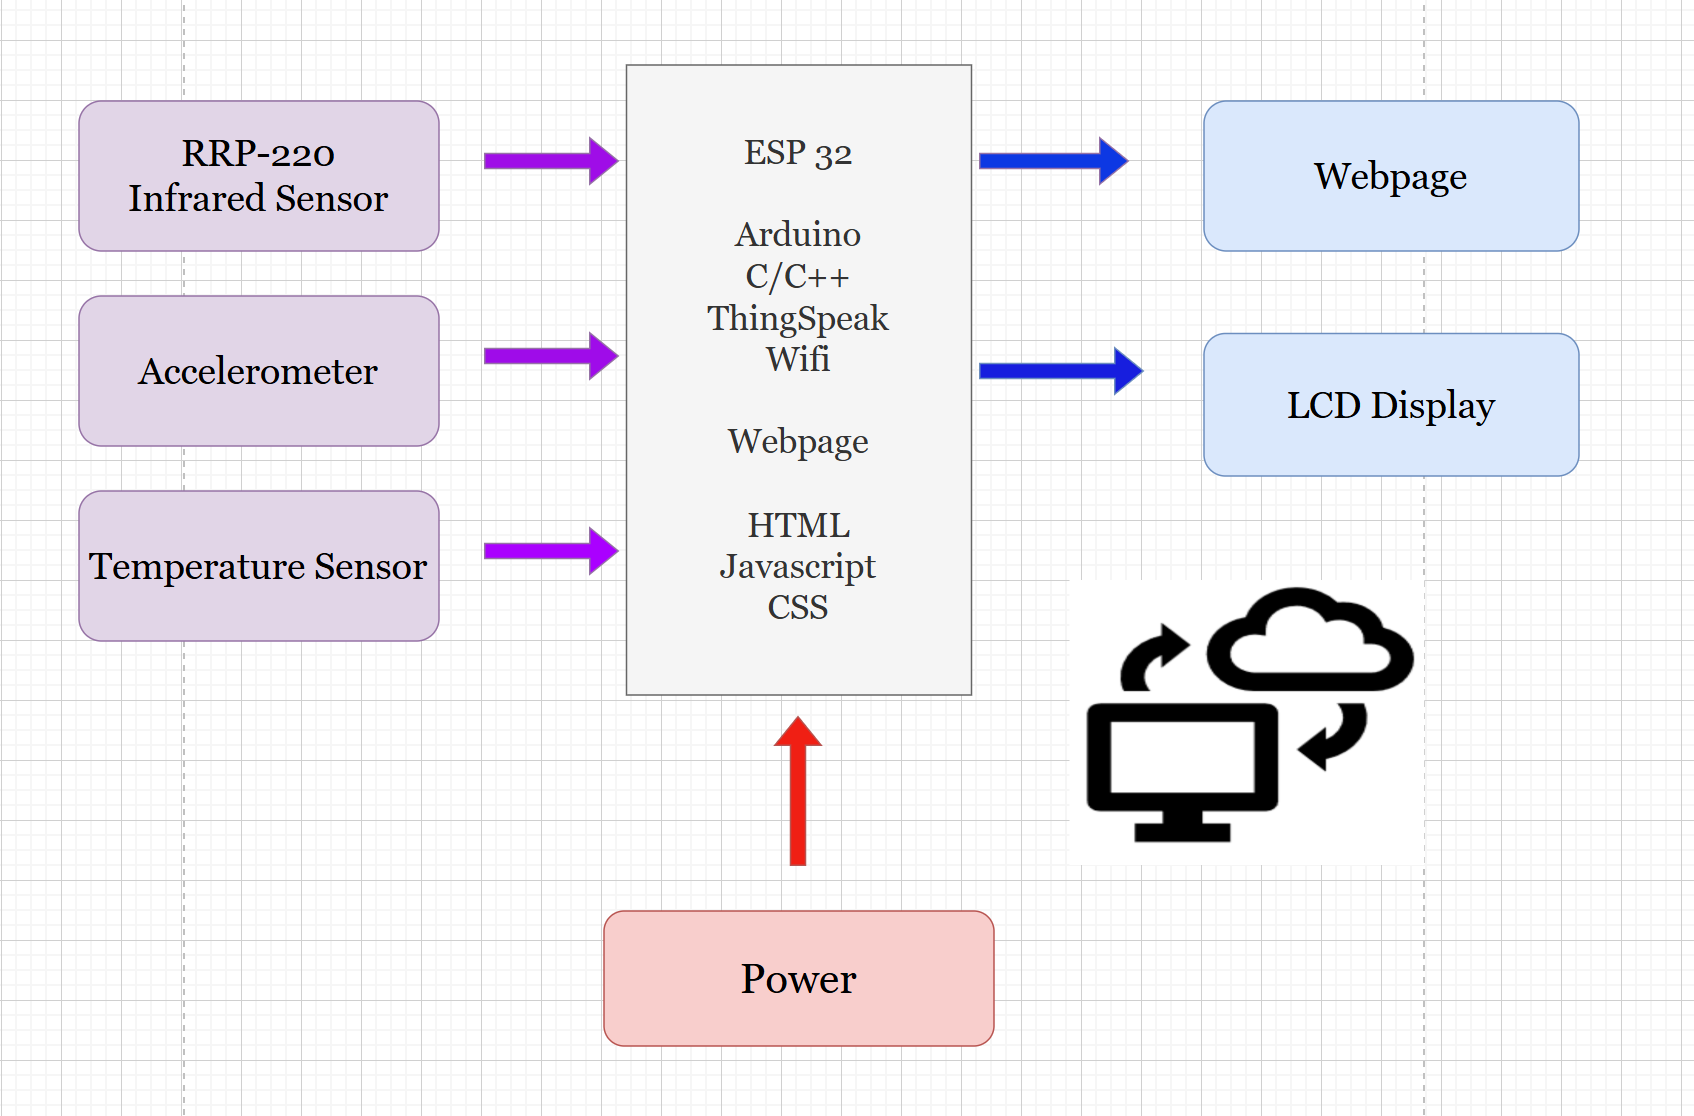 RRP-220
Infrared Sensor
Accelerometer
Temperature Sensor
ESP 32
Arduino
C/C++
ThingSpeak
Wifi
Webpage
HTML
Javascript
CSS
Webpage
LCD Display
Power